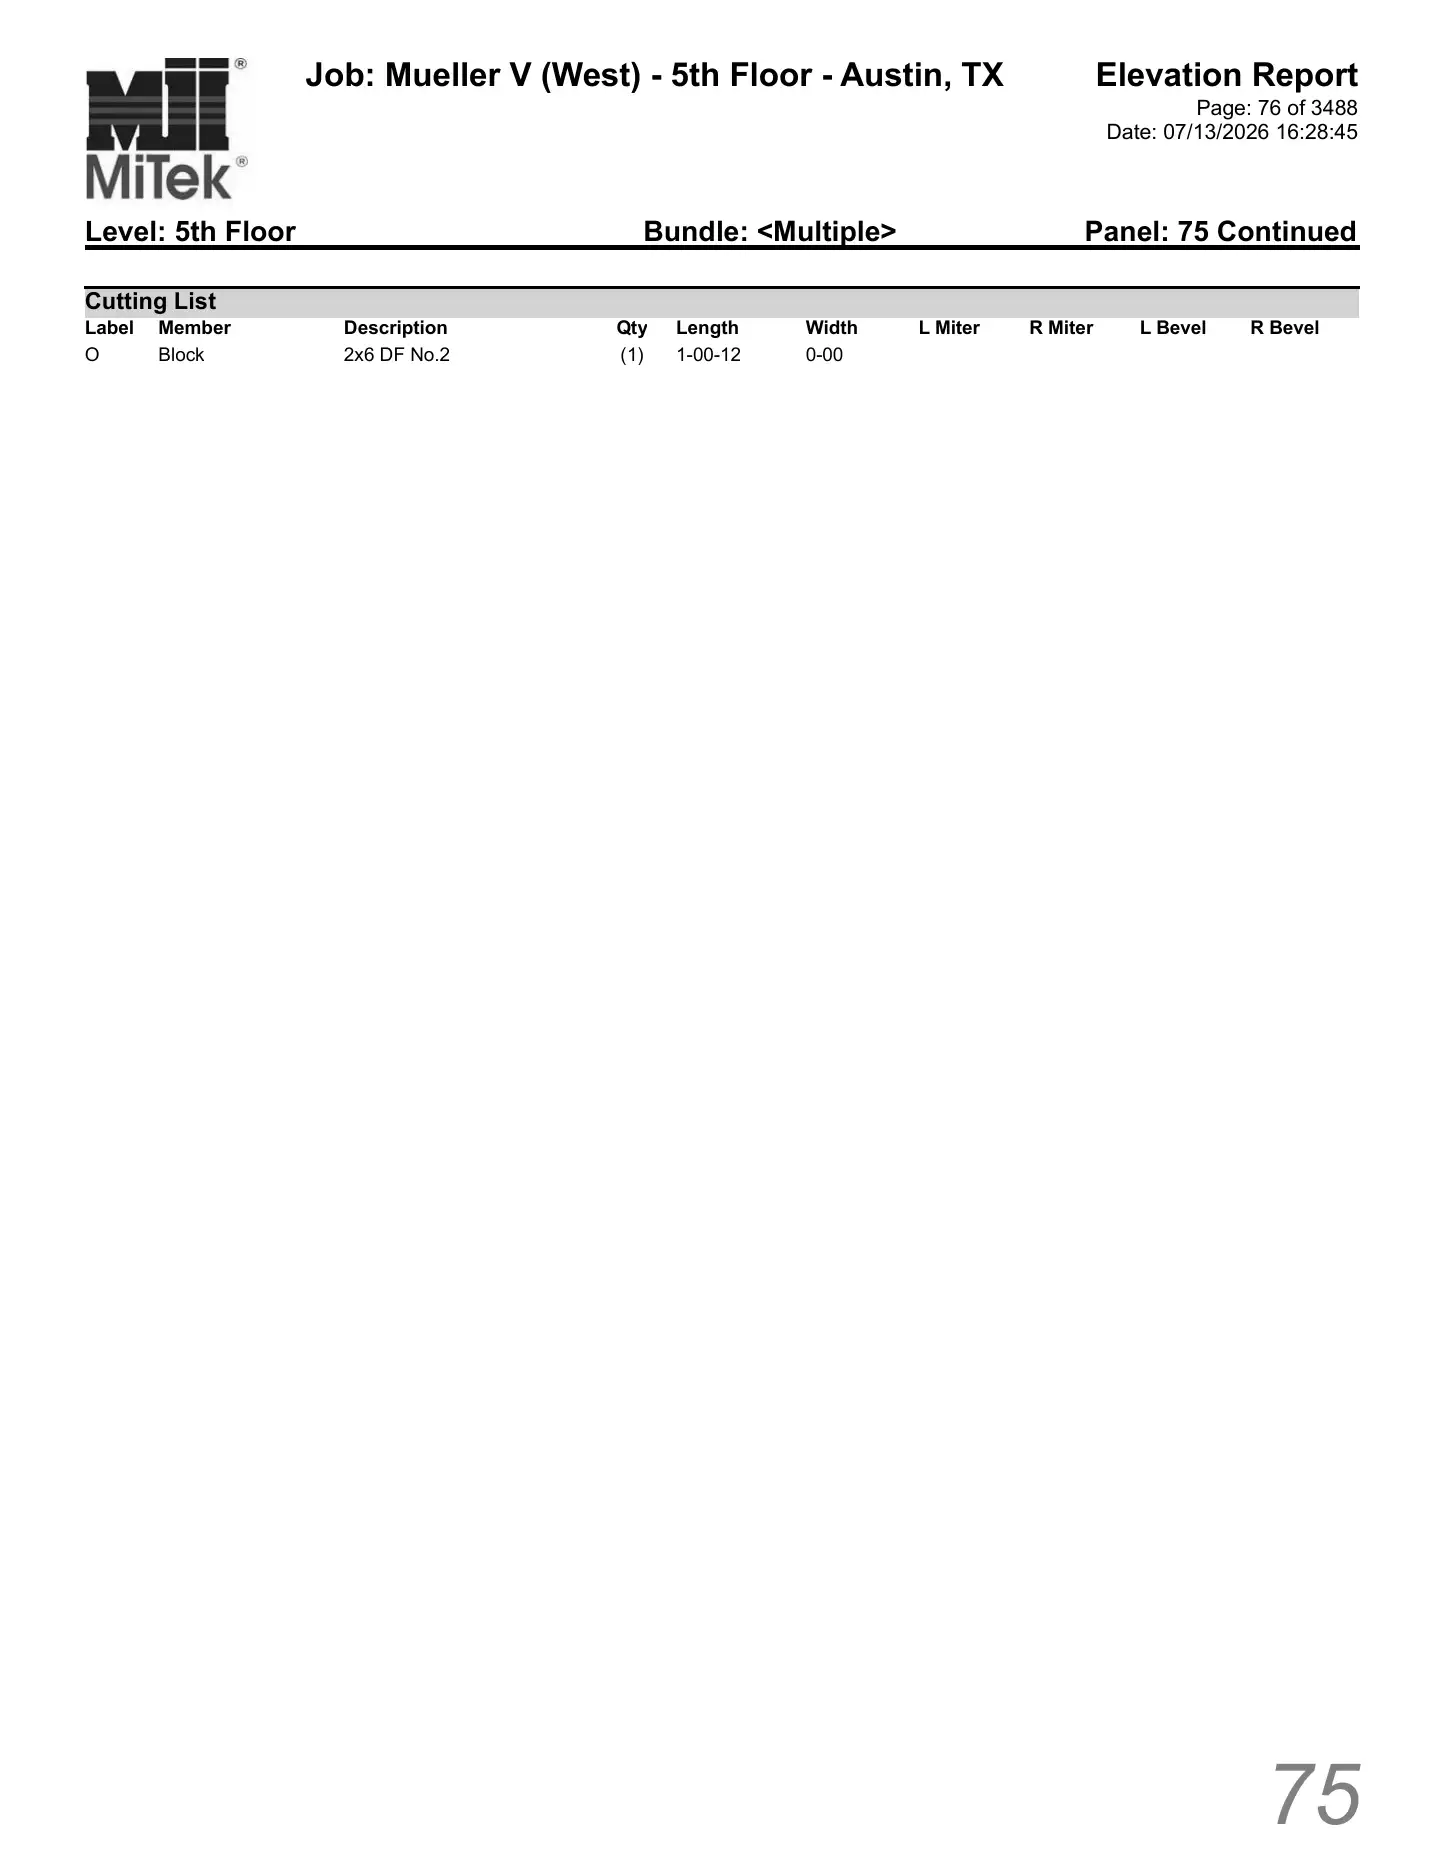 MiTek®
Job: Mueller V (West) - 5th Floor - Austin, TX
Elevation Report
Page: 76 of 3488
Date: 07/13/2026 16:28:45
Level: 5th Floor Bundle: <Multiple> Panel: 75 Continued
Cutting List
Label Member Description Qty Length Width L Miter R Miter L Bevel R Bevel
O Block 2x6 DF No.2 (1) 1-00-12 0-00
75